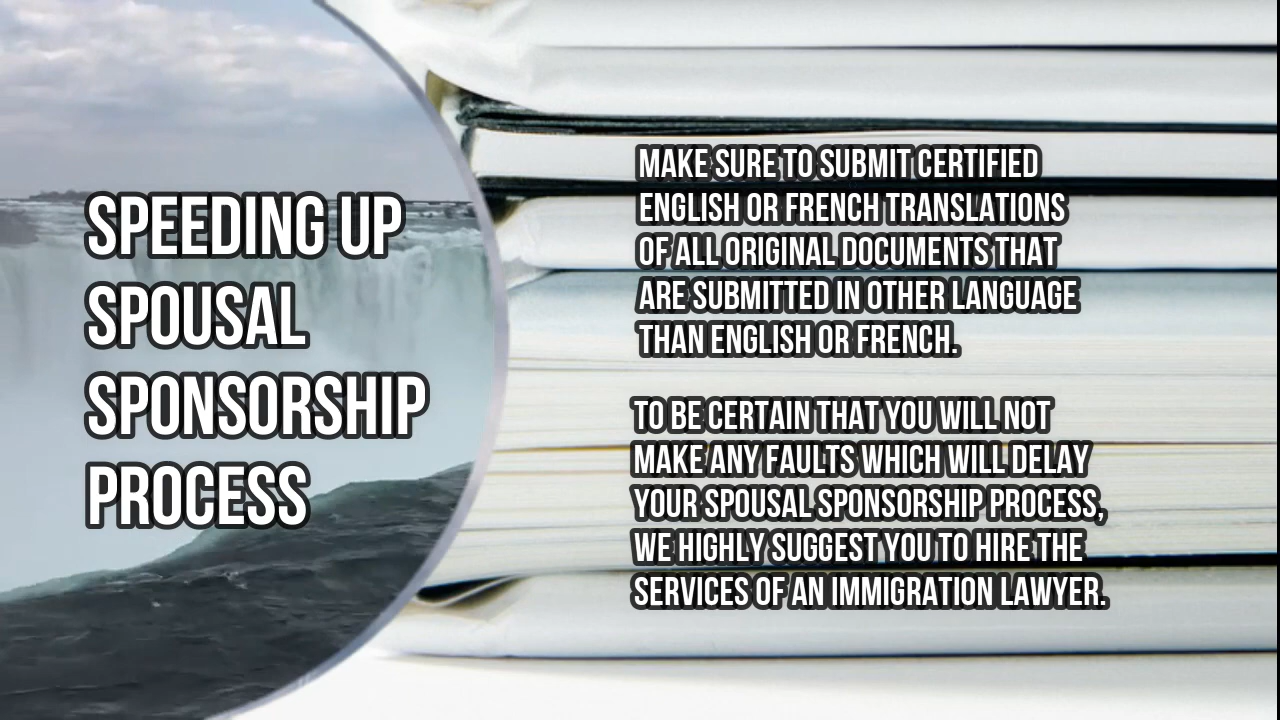 SPEEDING UP
SPOUSAL
SPONSORSHIP
PROCESS
MAKE SURE TO SUBMIT CERTIFIED
ENGLISH OR FRENCH TRANSLATIONS
OF ALL ORIGINAL DOCUMENTS THAT
ARE SUBMITTED IN OTHER LANGUAGE
THAN ENGLISH OR FRENCH.
TO BE CERTAIN THAT YOU WILL NOT
MAKE ANY FAULTS WHICH WILL DELAY
YOUR SPOUSAL SPONSORSHIP PROCESS,
WE HIGHLY SUGGEST YOU TO HIRE THE
SERVICES OF AN IMMIGRATION LAWYER.